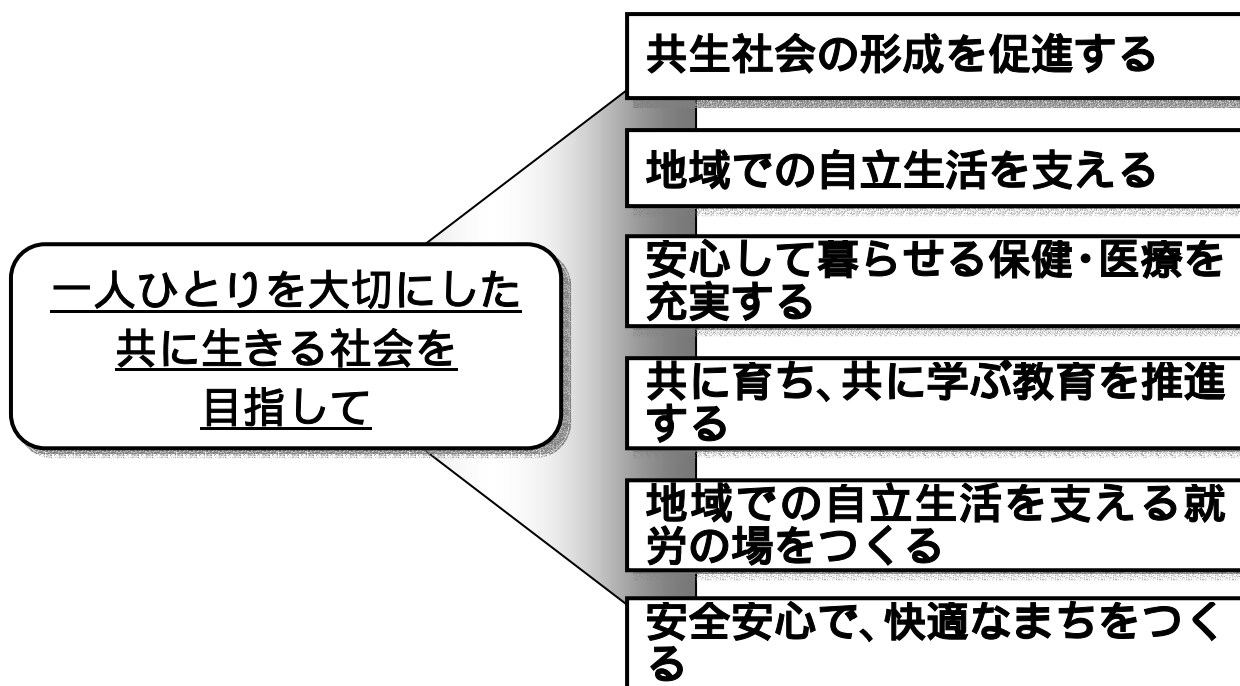 一人ひとりを大切にした
共に生きる社会を
目指して
共生社会の形成を促進する
地域での自立生活を支える
安心して暮らせる保健・医療を
充実する
共に育ち、共に学ぶ教育を推進
する
地域での自立生活を支える就
労の場をつくる
安全安心で、快適なまちをつく
る